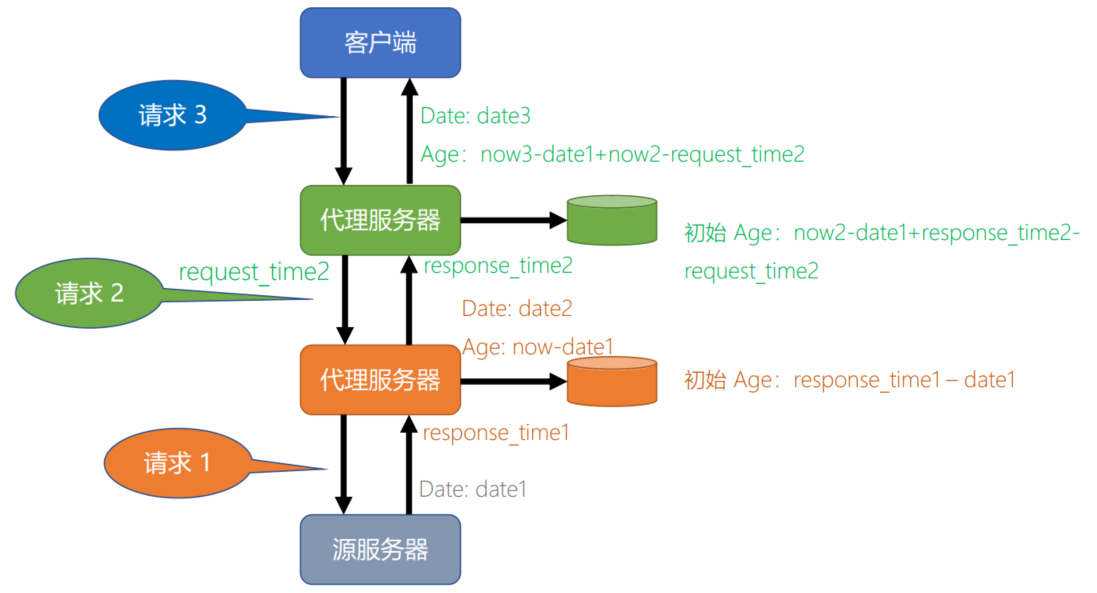 客户端
请求 3
Date: date3
Age：now3-date1+now2-request_time2
代理服务器
初始 Age：now2-date1+response_time2-
request_time2
request_time2
response_time2
请求 2
Date: date2
Age: now-date1
代理服务器
初始 Age：response_time1 – date1
response_time1
请求 1
Date: date1
源服务器